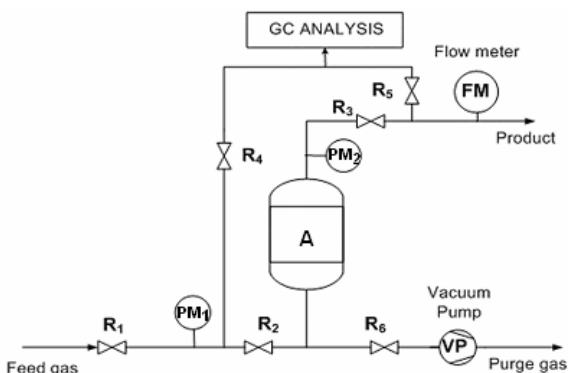 GC ANALYSIS
Flow meter
R5
FM
R3
Product
PM2
R4
A
Vacuum
Pump
PM1
R1
R2
R6
VP
Feed gas
Purge gas